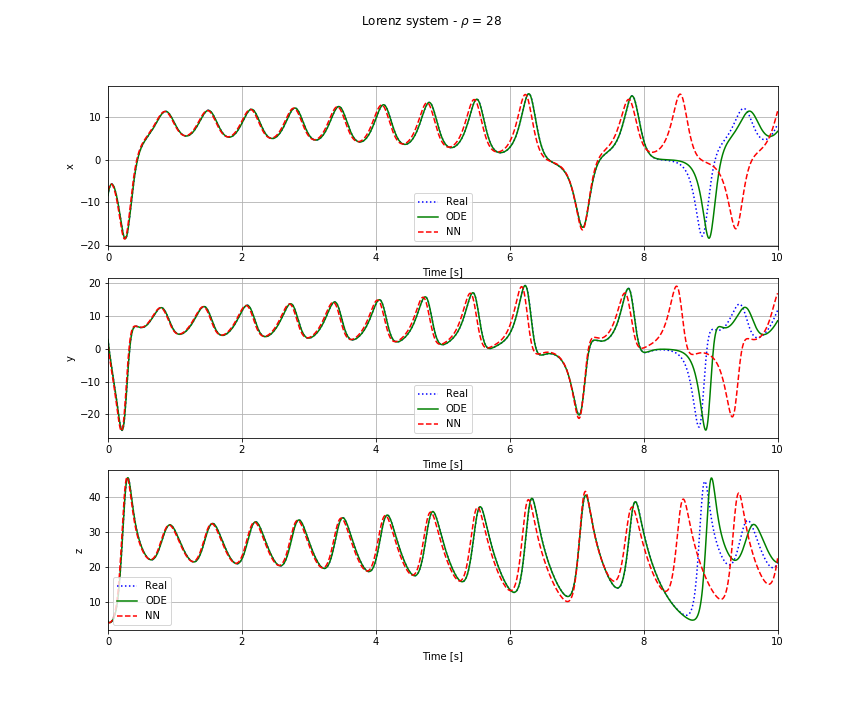 Lorenz system - ρ = 28
10
0
−10
−20
x
Real
ODE
NN
0 2 4 6 8 10
Time [s]
20
10
0
−10
−20
y
Real
ODE
NN
0 2 4 6 8 10
Time [s]
40
30
20
10
z
Real
ODE
NN
0 2 4 6 8 10
Time [s]